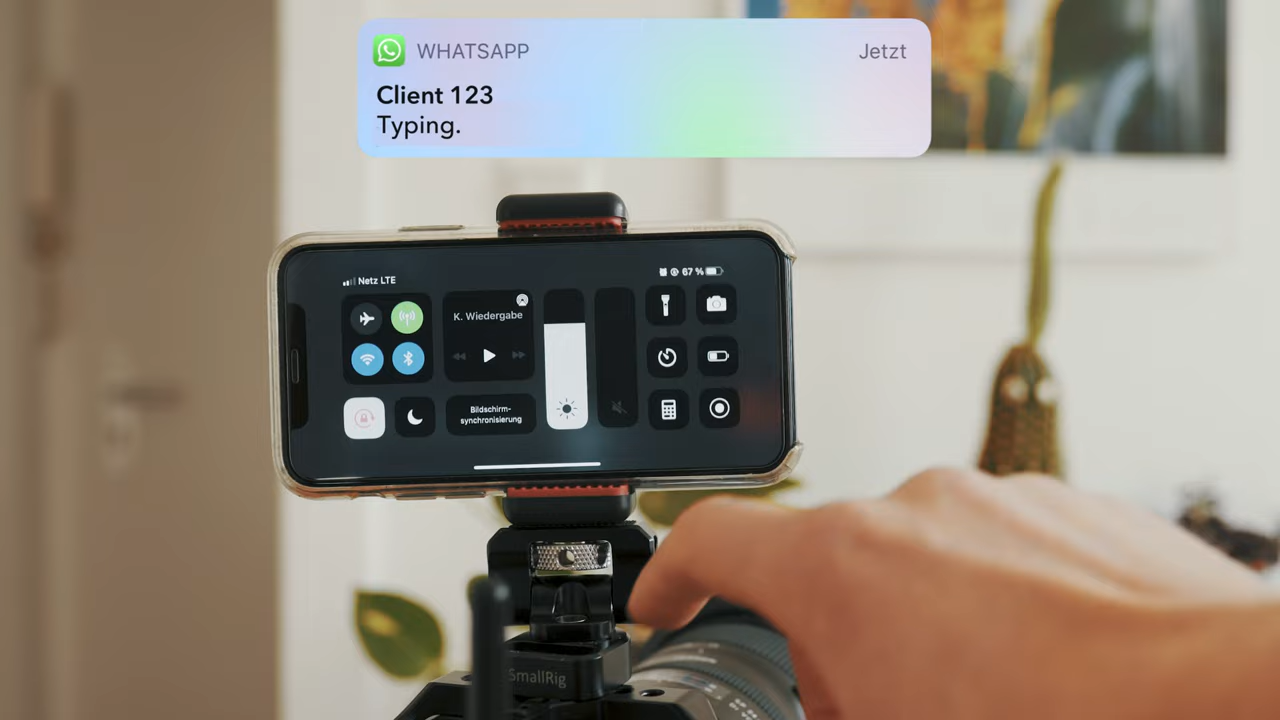 WHATSAPP
Jetzt
Client 123
Typing.
Netz LTE
67 %
K. Wiedergabe
Bildschirm-
synchronisierung
SmallRig